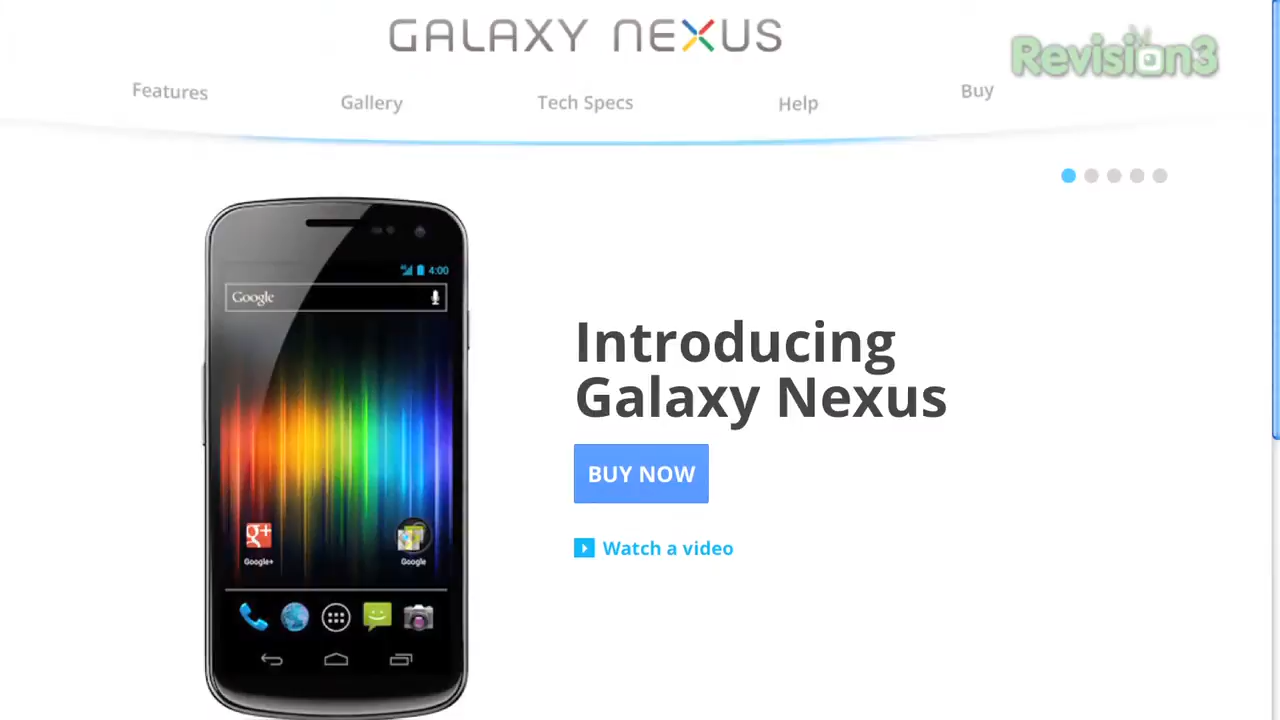 GALAXY NEXUS
Revision3
Features
Gallery
Tech Specs
Help
Buy
4G
4:00
Google
Introducing
Galaxy Nexus
BUY NOW
Watch a video
g+
Google+
Google